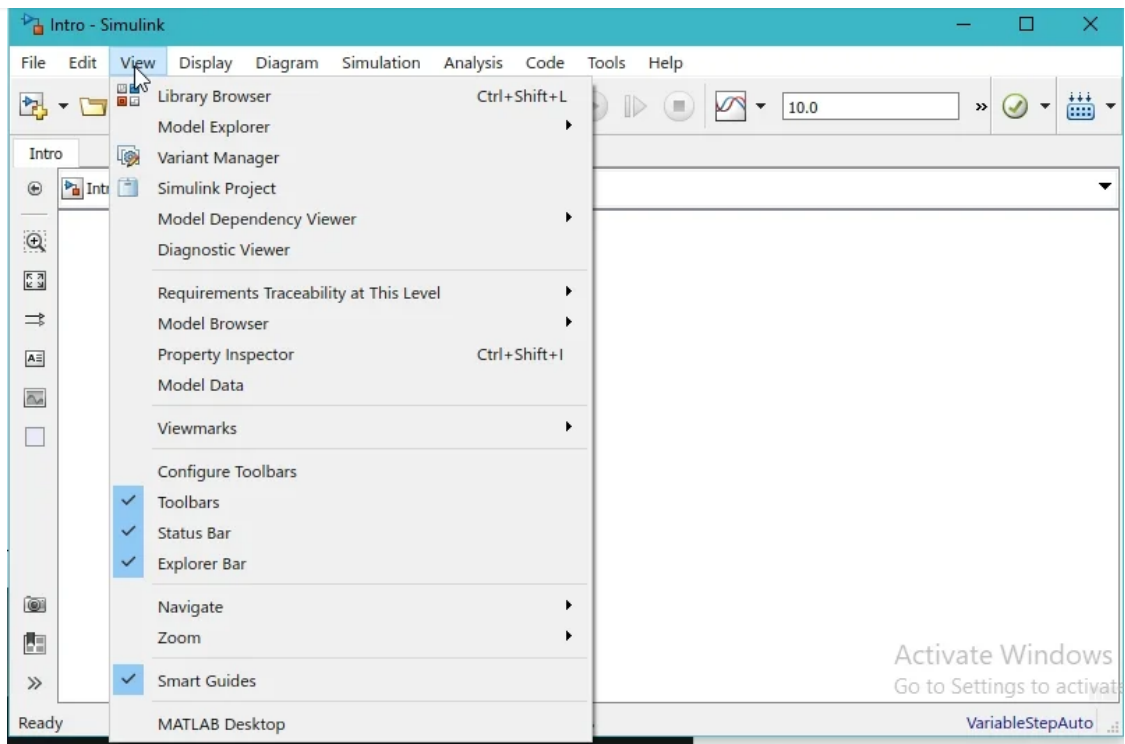 Intro - Simulink
File Edit View Display Diagram Simulation Analysis Code Tools Help
10.0 »
Intro
Library Browser Ctrl+Shift+L
Model Explorer
Variant Manager
Simulink Project
Model Dependency Viewer
Diagnostic Viewer
Requirements Traceability at This Level
Model Browser
Property Inspector Ctrl+Shift+I
Model Data
Viewmarks
Configure Toolbars
Toolbars
Status Bar
Explorer Bar
Navigate
Zoom
Smart Guides
MATLAB Desktop
Activate Windows
Go to Settings to activate
Ready VariableStepAuto